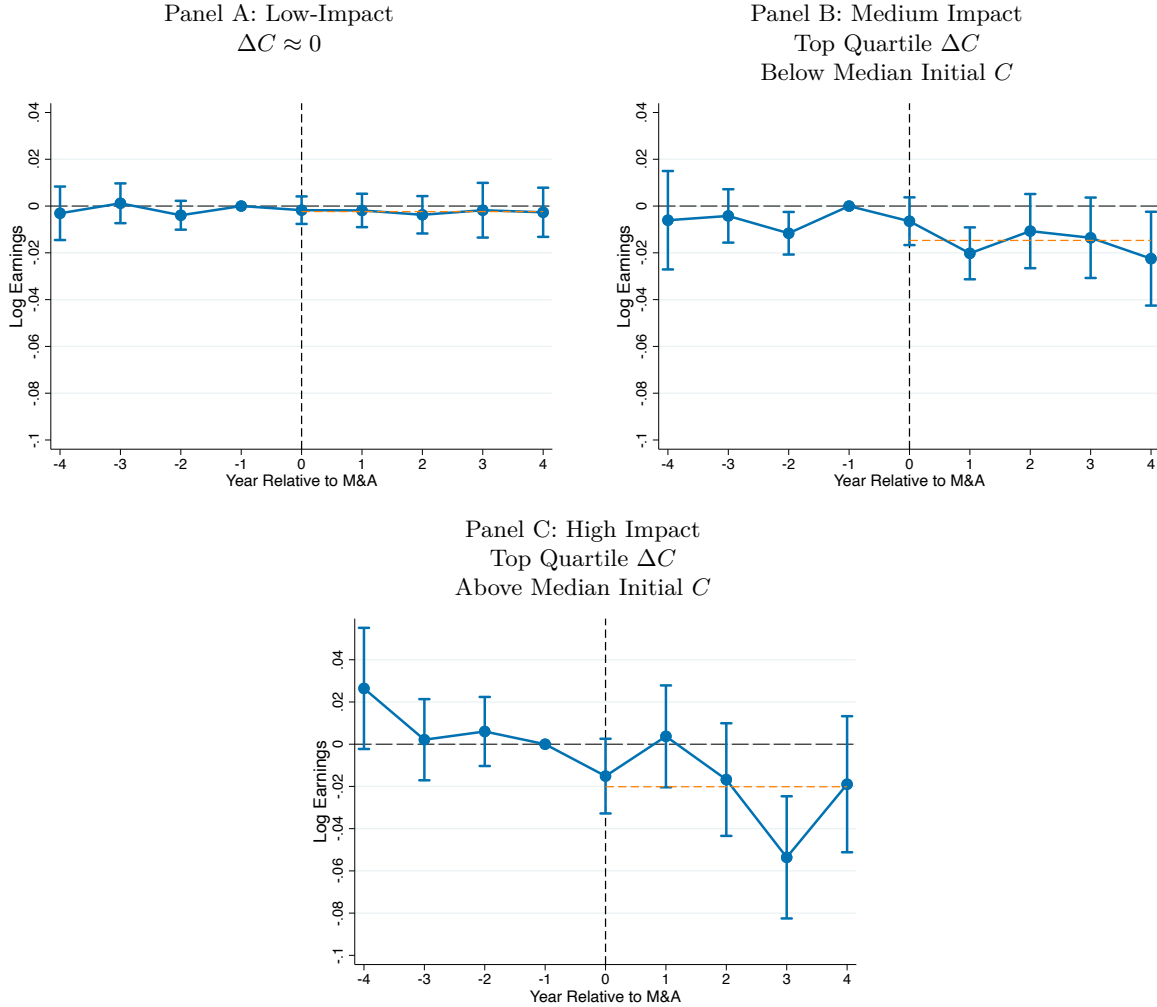 Panel A: Low-Impact
ΔC ≈ 0
.04
.02
0
-.02
-.04
-.06
-.08
-.1
Log Earnings
-4 -3 -2 -1 0 1 2 3 4
Year Relative to M&A
Panel B: Medium Impact
Top Quartile ΔC
Below Median Initial C
.04
.02
0
-.02
-.04
-.06
-.08
-.1
Log Earnings
-4 -3 -2 -1 0 1 2 3 4
Year Relative to M&A
Panel C: High Impact
Top Quartile ΔC
Above Median Initial C
.04
.02
0
-.02
-.04
-.06
-.08
-.1
Log Earnings
-4 -3 -2 -1 0 1 2 3 4
Year Relative to M&A